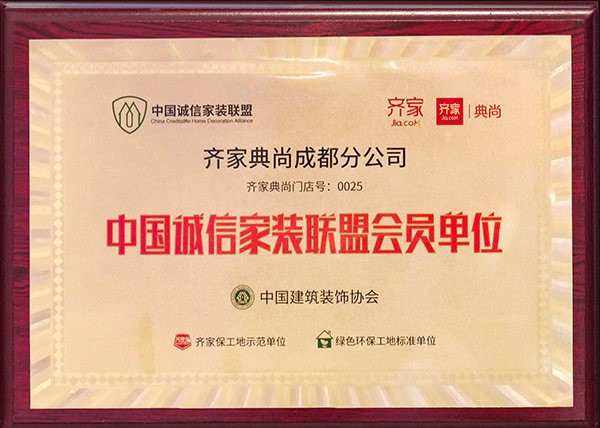 中国诚信家装联盟
China Creditable Home Decoration Alliance
齐家 齐家 典尚
Jia.coM Jia.coM
齐家典尚成都分公司
齐家典尚门店号：0025
中国诚信家装联盟会员单位
中国建筑装饰协会
齐家保工地示范单位 绿色环保工地标准单位